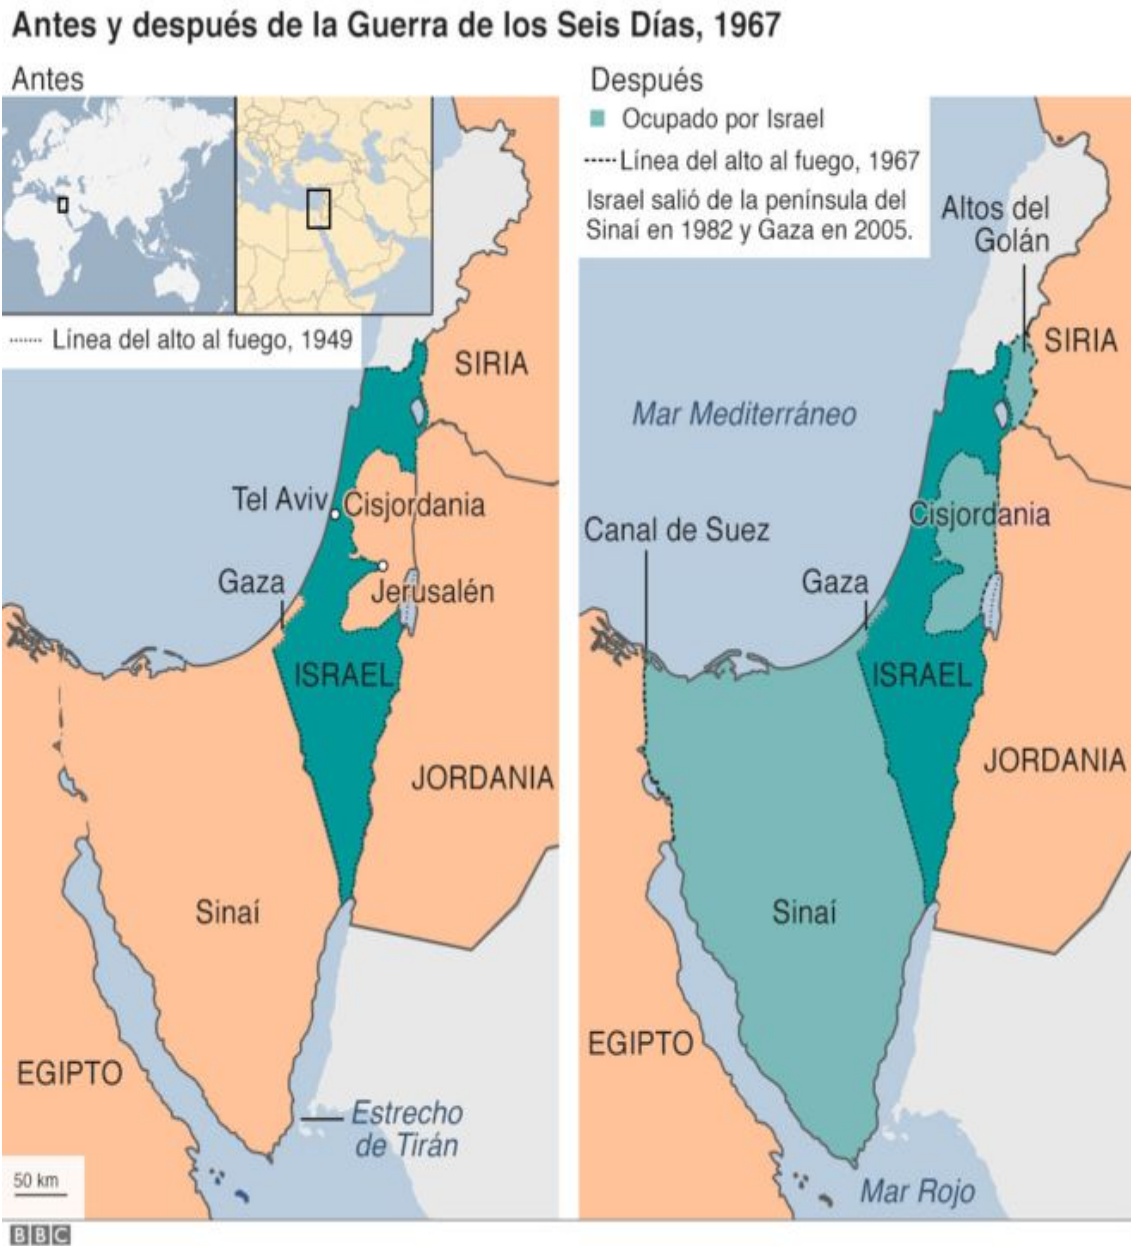 Antes y después de la Guerra de los Seis Días, 1967
Antes
Línea del alto al fuego, 1949
SIRIA
Tel Aviv
Cisjordania
Gaza
Jerusalén
ISRAEL
JORDANIA
Sinaí
EGIPTO
Estrecho
de Tirán
50 km
Después
Ocupado por Israel
Línea del alto al fuego, 1967
Israel salió de la península del
Sinaí en 1982 y Gaza en 2005.
Altos del
Golán
SIRIA
Mar Mediterráneo
Cisjordania
Canal de Suez
Gaza
ISRAEL
JORDANIA
Sinaí
EGIPTO
Mar Rojo
BBC